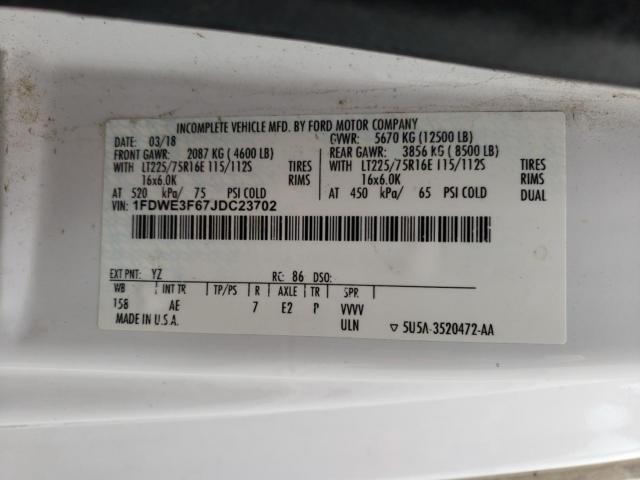 INCOMPLETE VEHICLE MFD. BY FORD MOTOR COMPANY
DATE: 03/18 GVWR: 5670 KG (12500 LB)
FRONT GAWR: 2087 KG (4600 LB) REAR GAWR: 3856 KG (8500 LB)
WITH LT225/75R16E 115/112S TIRES WITH LT225/75R16E 115/112S TIRES
16x6.0K RIMS 16x6.0K RIMS
AT 520 kPa/ 75 PSI COLD AT 450 kPa/ 65 PSI COLD DUAL
VIN: 1FDWE3F67JDC23702
EXT PNT: YZ RC: 86 DSO:
WB INT TR TP/PS R AXLE TR SPR
158 AE 7 E2 P VVVV
MADE IN U.S.A. ULN ▽ 5U5A-3520472-AA